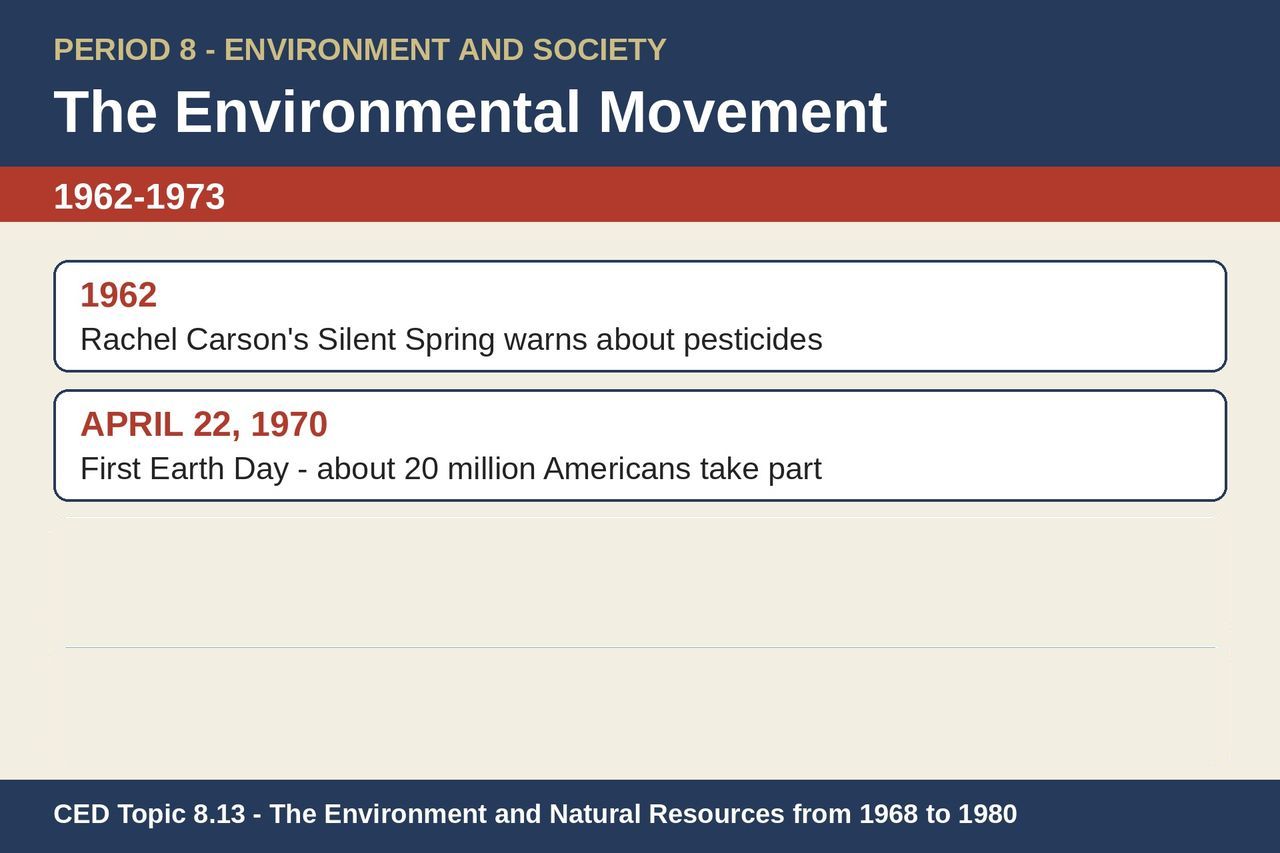 PERIOD 8 - ENVIRONMENT AND SOCIETY
The Environmental Movement
1962-1973
1962
Rachel Carson's Silent Spring warns about pesticides
APRIL 22, 1970
First Earth Day - about 20 million Americans take part
CED Topic 8.13 - The Environment and Natural Resources from 1968 to 1980